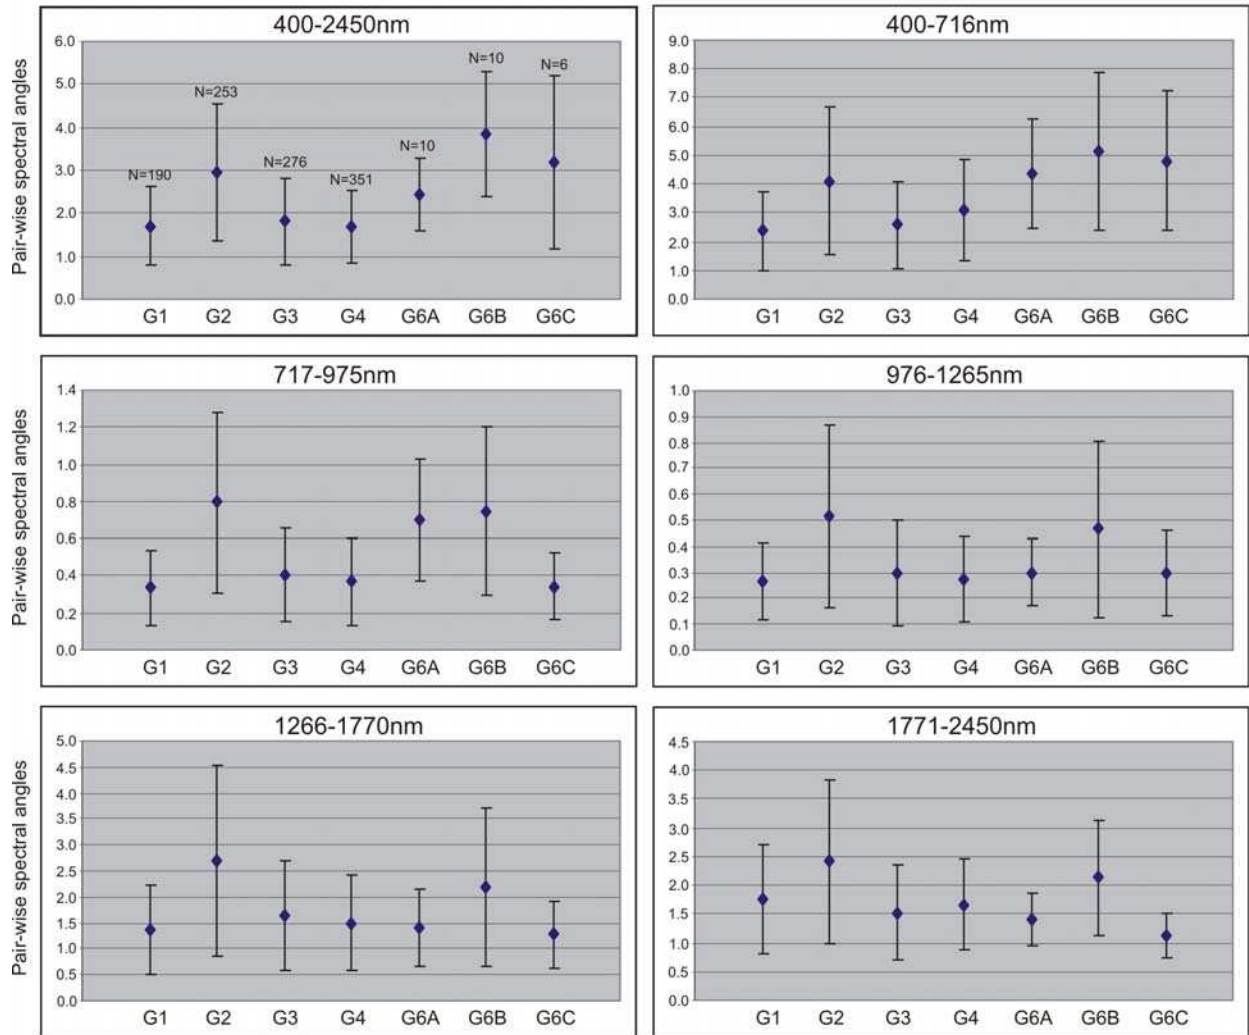 400-2450nm
Pair-wise spectral angles
6.0
5.0
4.0
3.0
2.0
1.0
0.0
N=190
N=253
N=276
N=351
N=10
N=10
N=6
G1 G2 G3 G4 G6A G6B G6C
400-716nm
9.0
8.0
7.0
6.0
5.0
4.0
3.0
2.0
1.0
0.0
G1 G2 G3 G4 G6A G6B G6C
717-975nm
Pair-wise spectral angles
1.4
1.2
1.0
0.8
0.6
0.4
0.2
0.0
G1 G2 G3 G4 G6A G6B G6C
976-1265nm
1.0
0.9
0.8
0.7
0.6
0.5
0.4
0.3
0.2
0.1
0.0
G1 G2 G3 G4 G6A G6B G6C
1266-1770nm
Pair-wise spectral angles
5.0
4.5
4.0
3.5
3.0
2.5
2.0
1.5
1.0
0.5
0.0
G1 G2 G3 G4 G6A G6B G6C
1771-2450nm
4.5
4.0
3.5
3.0
2.5
2.0
1.5
1.0
0.5
0.0
G1 G2 G3 G4 G6A G6B G6C